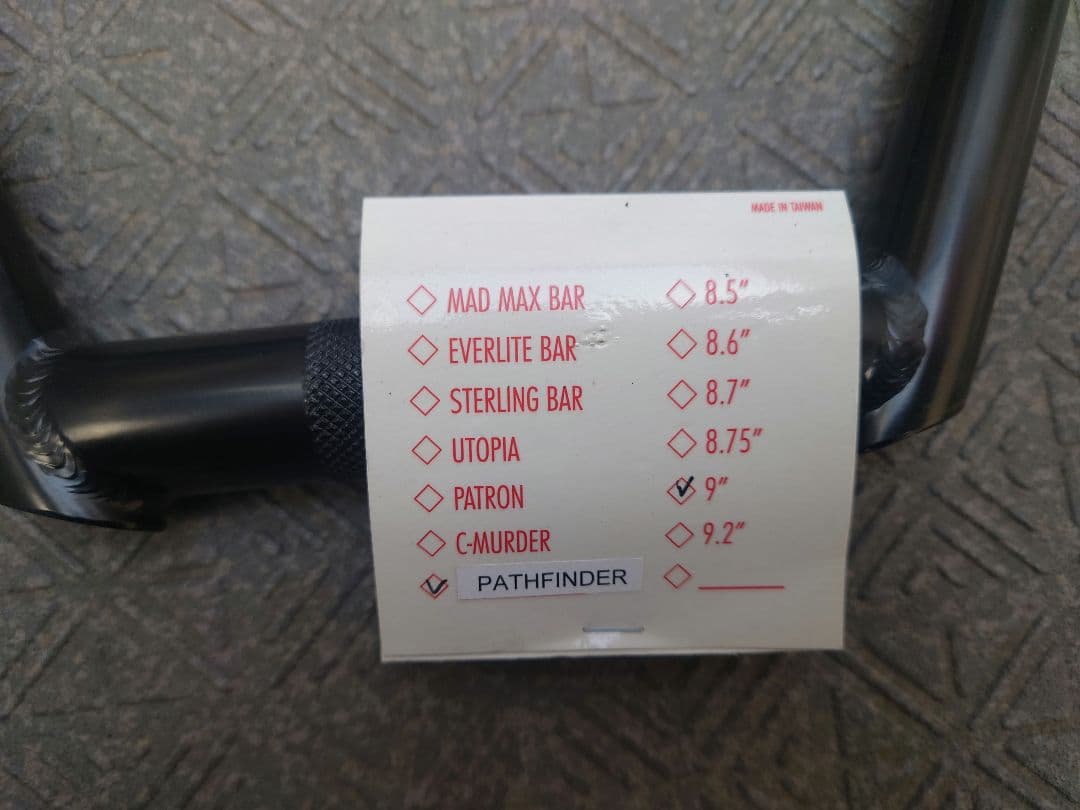 MADE IN TAIWAN
MAD MAX BAR 8.5"
EVERLITE BAR 8.6"
STERLING BAR 8.7"
UTOPIA 8.75"
PATRON 9"
C-MURDER 9.2"
PATHFINDER